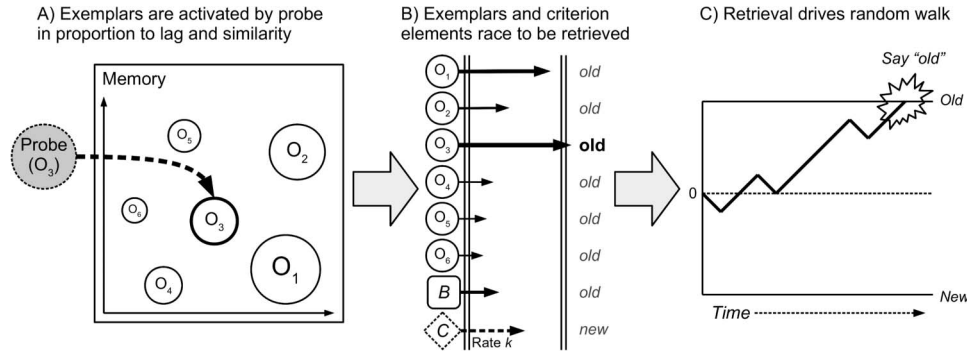 A) Exemplars are activated by probe
in proportion to lag and similarity
Memory
Probe
(O3)
O5
O2
O6
O3
O4
O1
B) Exemplars and criterion
elements race to be retrieved
O1 old
O2 old
O3 old
O4 old
O5 old
O6 old
B old
C new
Rate k
C) Retrieval drives random walk
Say "old"
Old
0
New
Time